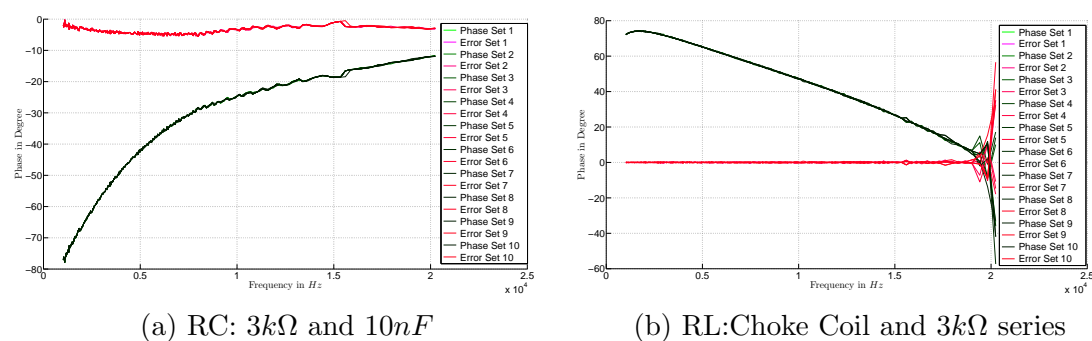 0
−10
−20
−30
−40
−50
−60
−70
−80
Phase in Degree
0
0.5
1
1.5
2
2.5
x 10⁴
Frequency in Hz
Phase Set 1
Error Set 1
Phase Set 2
Error Set 2
Phase Set 3
Error Set 3
Phase Set 4
Error Set 4
Phase Set 5
Error Set 5
Phase Set 6
Error Set 6
Phase Set 7
Error Set 7
Phase Set 8
Error Set 8
Phase Set 9
Error Set 9
Phase Set 10
Error Set 10
(a) RC: 3kΩ and 10nF
80
60
40
20
0
−20
−40
60
Phase in Degree
0
0.5
1
1.5
2
2.5
x 10⁴
Frequency in Hz
Phase Set 1
Error Set 1
Phase Set 2
Error Set 2
Phase Set 3
Error Set 3
Phase Set 4
Error Set 4
Phase Set 5
Error Set 5
Phase Set 6
Error Set 6
Phase Set 7
Error Set 7
Phase Set 8
Error Set 8
Phase Set 9
Error Set 9
Phase Set 10
Error Set 10
(b) RL:Choke Coil and 3kΩ series